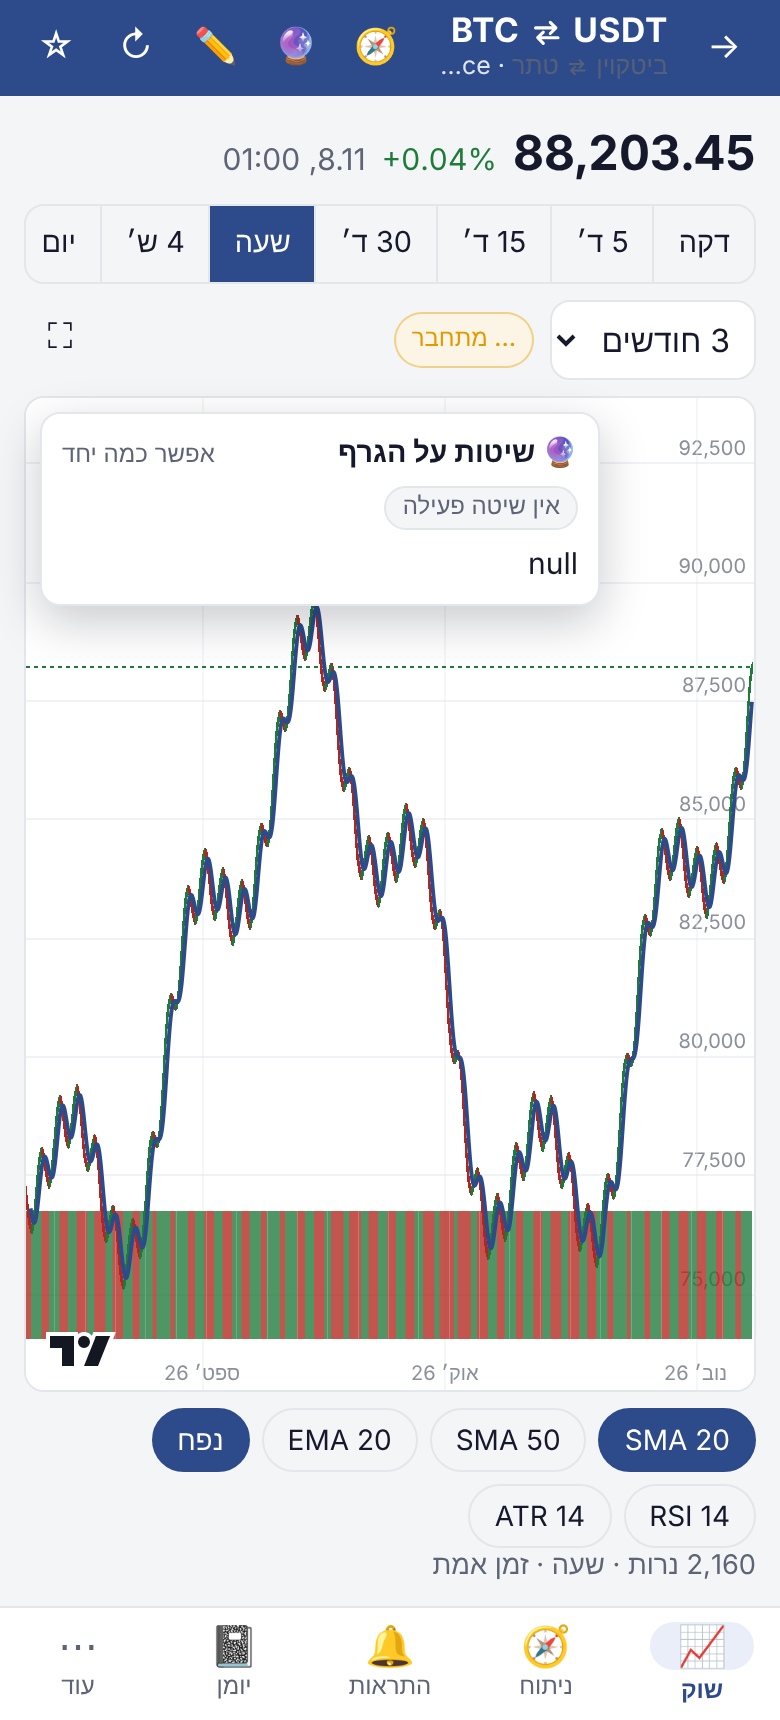 BTC ⇄ USDT
ביטקוין ⇄ טתר · ce...
88,203.45 +0.04% 8.11, 01:00
דקה 5 ד׳ 15 ד׳ 30 ד׳ שעה 4 ש׳ יום
3 חודשים מתחבר ...
🔮 שיטות על הגרף אפשר כמה יחד
אין שיטה פעילה
null
92,500
90,000
87,500
85,000
82,500
80,000
77,500
75,000
ספט׳ 26 אוק׳ 26 נוב׳ 26
SMA 20 SMA 50 EMA 20 נפח
RSI 14 ATR 14
2,160 נרות · שעה · זמן אמת
שוק ניתוח התראות יומן עוד